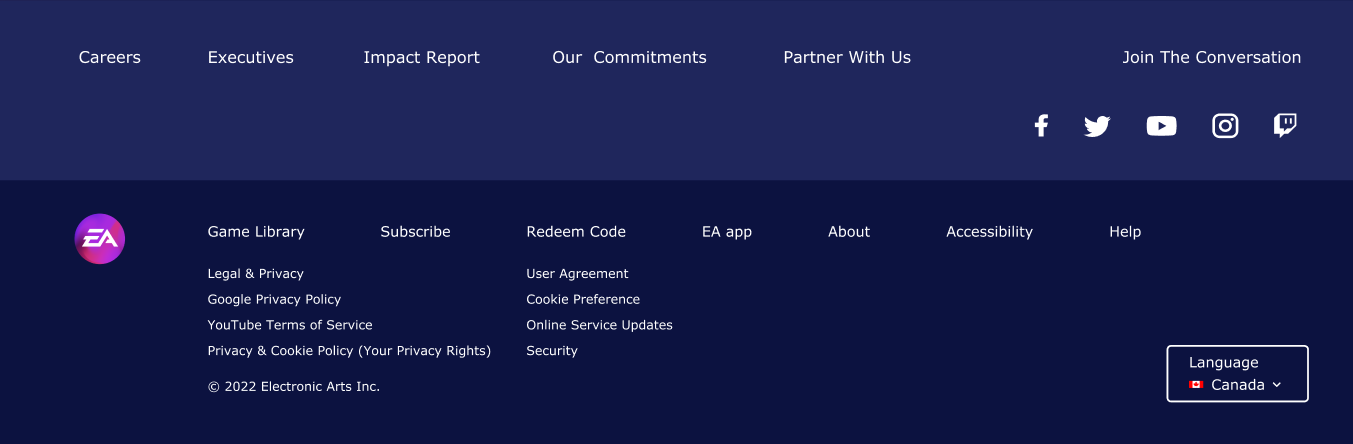 Careers Executives Impact Report Our Commitments Partner With Us Join The Conversation
EA Game Library Subscribe Redeem Code EA app About Accessibility Help
Legal & Privacy User Agreement
Google Privacy Policy Cookie Preference
YouTube Terms of Service Online Service Updates
Privacy & Cookie Policy (Your Privacy Rights) Security
Language
© 2022 Electronic Arts Inc. Canada